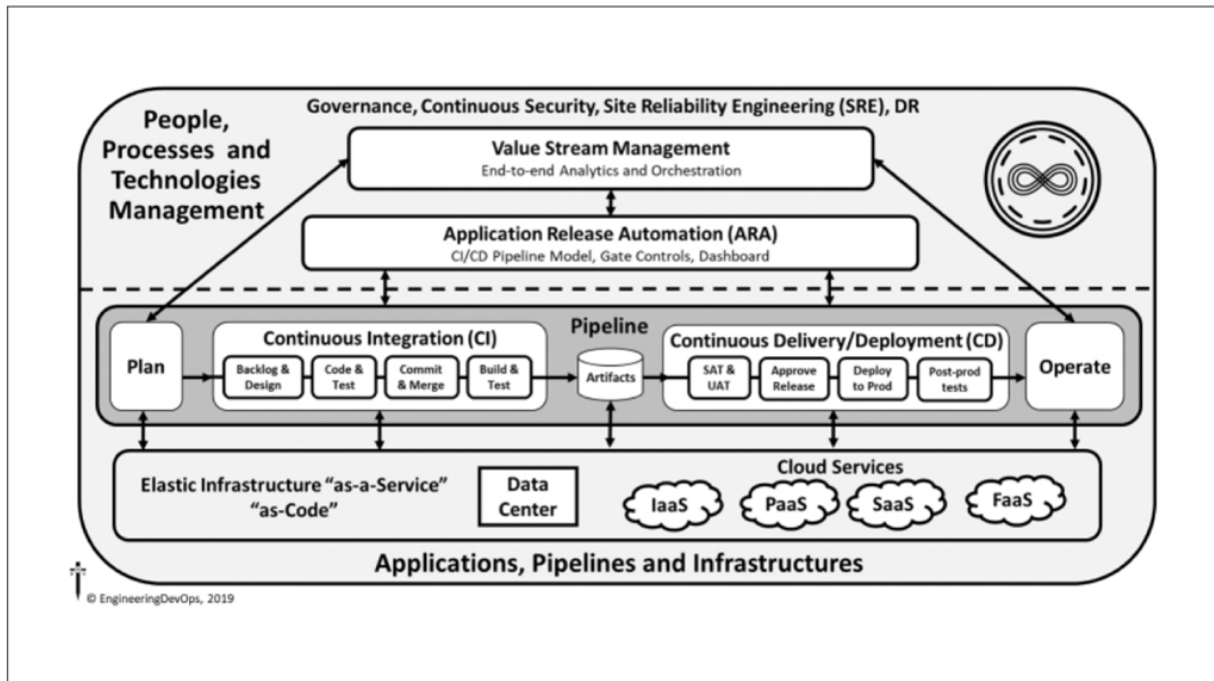 Governance, Continuous Security, Site Reliability Engineering (SRE), DR
People,
Processes and
Technologies
Management
Value Stream Management
End-to-end Analytics and Orchestration
Application Release Automation (ARA)
CI/CD Pipeline Model, Gate Controls, Dashboard
Pipeline
Plan
Continuous Integration (CI)
Backlog &
Design
Code &
Test
Commit
& Merge
Build &
Test
Artifacts
Continuous Delivery/Deployment (CD)
SAT &
UAT
Approve
Release
Deploy
to Prod
Post-prod
tests
Operate
Elastic Infrastructure “as-a-Service”
“as-Code”
Data
Center
Cloud Services
IaaS
PaaS
SaaS
FaaS
Applications, Pipelines and Infrastructures
© EngineeringDevOps, 2019